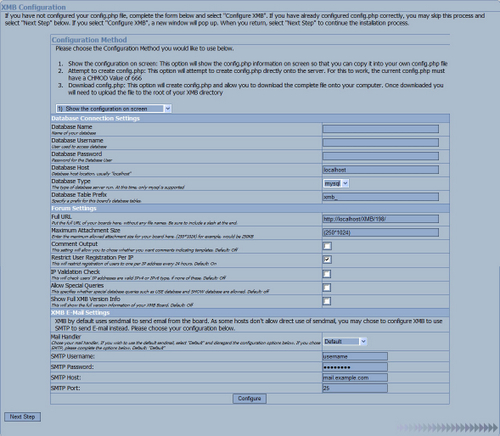 XMB Configuration
If you have not configured your config.php file, complete the form below and select "Configure XMB". If you have already configured config.php correctly, you may skip this process and
select "Next Step" below. If you select "Configure XMB", a new window will pop up. When you return, select "Next Step" to continue the installation process.
Configuration Method
Please choose the Configuration Method you would like to use below.
1. Show the configuration on screen: This option will show the config.php information on screen so that you can copy it into your own config.php file
2. Attempt to create config.php: This option will attempt to create config.php directly onto the server. For this to work, the current config.php must
have a CHMOD Value of 666
3. Download config.php: This option will create config.php and allow you to download the complete file onto your computer. Once downloaded you
will need to upload the file to the root of your XMB directory
1) Show the configuration on screen
Database Connection Settings
Database Name
Name of your database
Database Username
User used to access database
Database Password
Password for the Database User
Database Host
localhost
Database host location, usually "localhost"
Database Type
mysql
The type of database server run. At this time, only mysql is supported
Database Table Prefix
xmb_
Specify a prefix for this board's database tables.
Forum Settings
Full URL
http://localhost/XMB/198/
Put the full URL of your boards here, without any file names. Be sure to include a slash at the end.
Maximum Attachment Size
(250*1024)
Enter the maximum allowed attachment size for your board here. (250*1024) for example, would be 250KB
Comment Output
This setting will allow you to choose whether you want comments indicating templates. Default: Off
Restrict User Registration Per IP
This will restrict registration of users to one per IP address every 24 hours. Default: On
IP Validation Check
This will check users' IP addresses are valid IPv4 or IPv6 type, if none of these. Default: Off
Allow Special Queries
This specifies whether special database queries such as USE database and SHOW database are allowed. Default: off
Show Full XMB Version Info
This will show the full version information of your XMB Board. Default: Off
XMB E-Mail Settings
XMB by default uses sendmail to send email from the board. As some hosts don't allow direct use of sendmail, you may chose to configure XMB to use
SMTP to send E-mail instead. Please choose your configuration below.
Mail Handler
Default
Chose your mail handler. If you wish to use the default sendmail, select "Default" and disregard the configuration options below. If you chose
SMTP, please complete the options below. Default: "Default"
SMTP Username:
username
SMTP Password:
••••••••
SMTP Host:
mail.example.com
SMTP Port:
25
Configure
Next Step